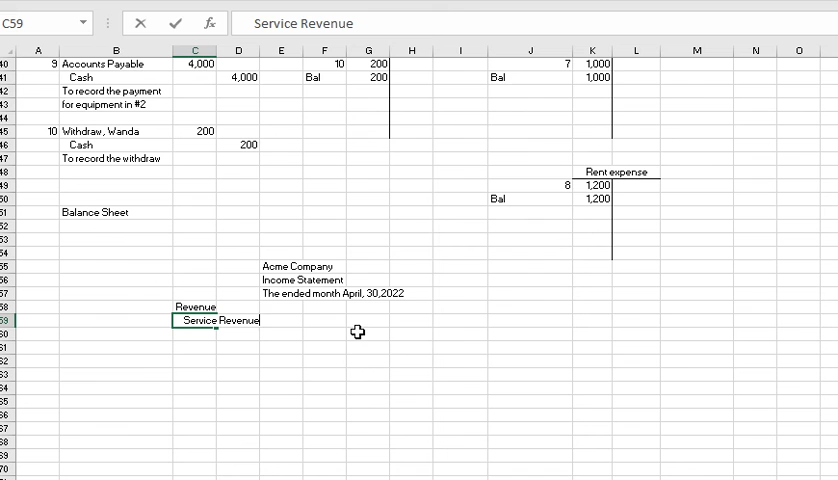 C59 fx Service Revenue
A B C D E F G H I J K L M N O
40 9 Accounts Payable 4,000 10 200 7 1,000
41 Cash 4,000 Bal 200 Bal 1,000
42 To record the payment
43 for equipment in #2
44
45 10 Withdraw, Wanda 200
46 Cash 200
47 To record the withdraw
48 Rent expense
49 8 1,200
50 Bal 1,200
51 Balance Sheet
52
53
54
55 Acme Company
56 Income Statement
57 The ended month April, 30,2022
58 Revenue
59 Service Revenue
60
61
62
63
64
65
66
67
68
69
70